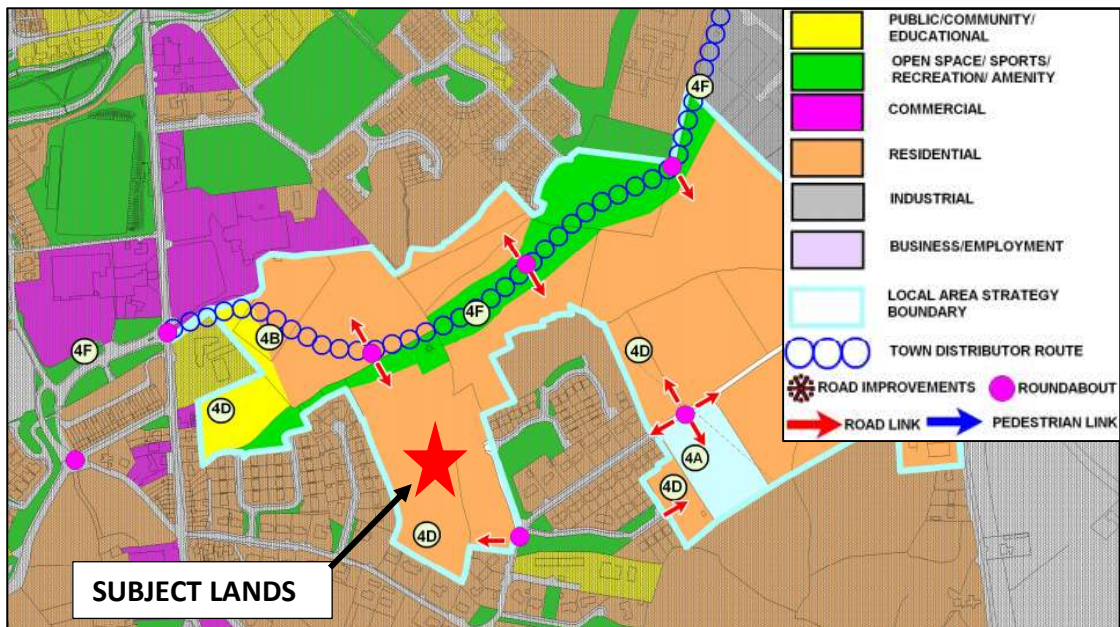 PUBLIC/COMMUNITY/
EDUCATIONAL
OPEN SPACE/ SPORTS/
RECREATION/ AMENITY
COMMERCIAL
RESIDENTIAL
INDUSTRIAL
BUSINESS/EMPLOYMENT
LOCAL AREA STRATEGY
BOUNDARY
TOWN DISTRIBUTOR ROUTE
ROAD IMPROVEMENTS
ROUNDABOUT
ROAD LINK
PEDESTRIAN LINK
4F
4F
4B
4F
4D
4D
4A
4D
4D
SUBJECT LANDS